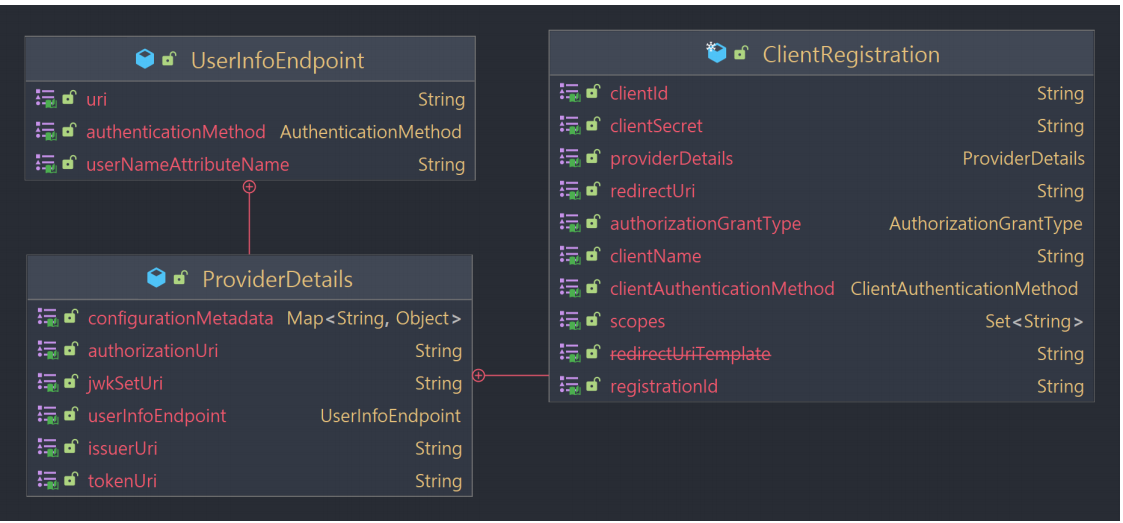 UserInfoEndpoint
uri String
authenticationMethod AuthenticationMethod
userNameAttributeName String
ProviderDetails
configurationMetadata Map<String, Object>
authorizationUri String
jwkSetUri String
userInfoEndpoint UserInfoEndpoint
issuerUri String
tokenUri String
ClientRegistration
clientId String
clientSecret String
providerDetails ProviderDetails
redirectUri String
authorizationGrantType AuthorizationGrantType
clientName String
clientAuthenticationMethod ClientAuthenticationMethod
scopes Set<String>
redirectUriTemplate String
registrationId String